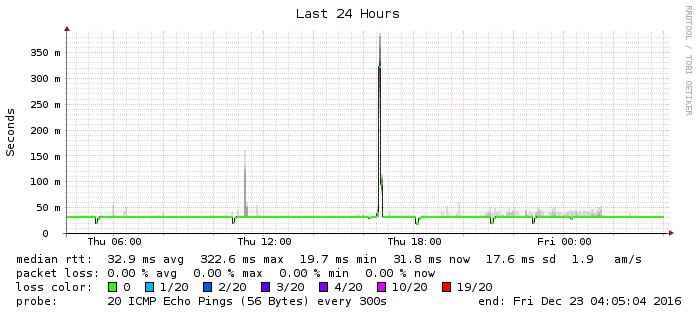 Last 24 Hours
RRDTOOL / TOBI OETIKER
Seconds
350 m
300 m
250 m
200 m
150 m
100 m
50 m
0
Thu 06:00 Thu 12:00 Thu 18:00 Fri 00:00
median rtt: 32.9 ms avg 322.6 ms max 19.7 ms min 31.8 ms now 17.6 ms sd 1.9 am/s
packet loss: 0.00 % avg 0.00 % max 0.00 % min 0.00 % now
loss color: 0 1/20 2/20 3/20 4/20 10/20 19/20
probe: 20 ICMP Echo Pings (56 Bytes) every 300s end: Fri Dec 23 04:05:04 2016